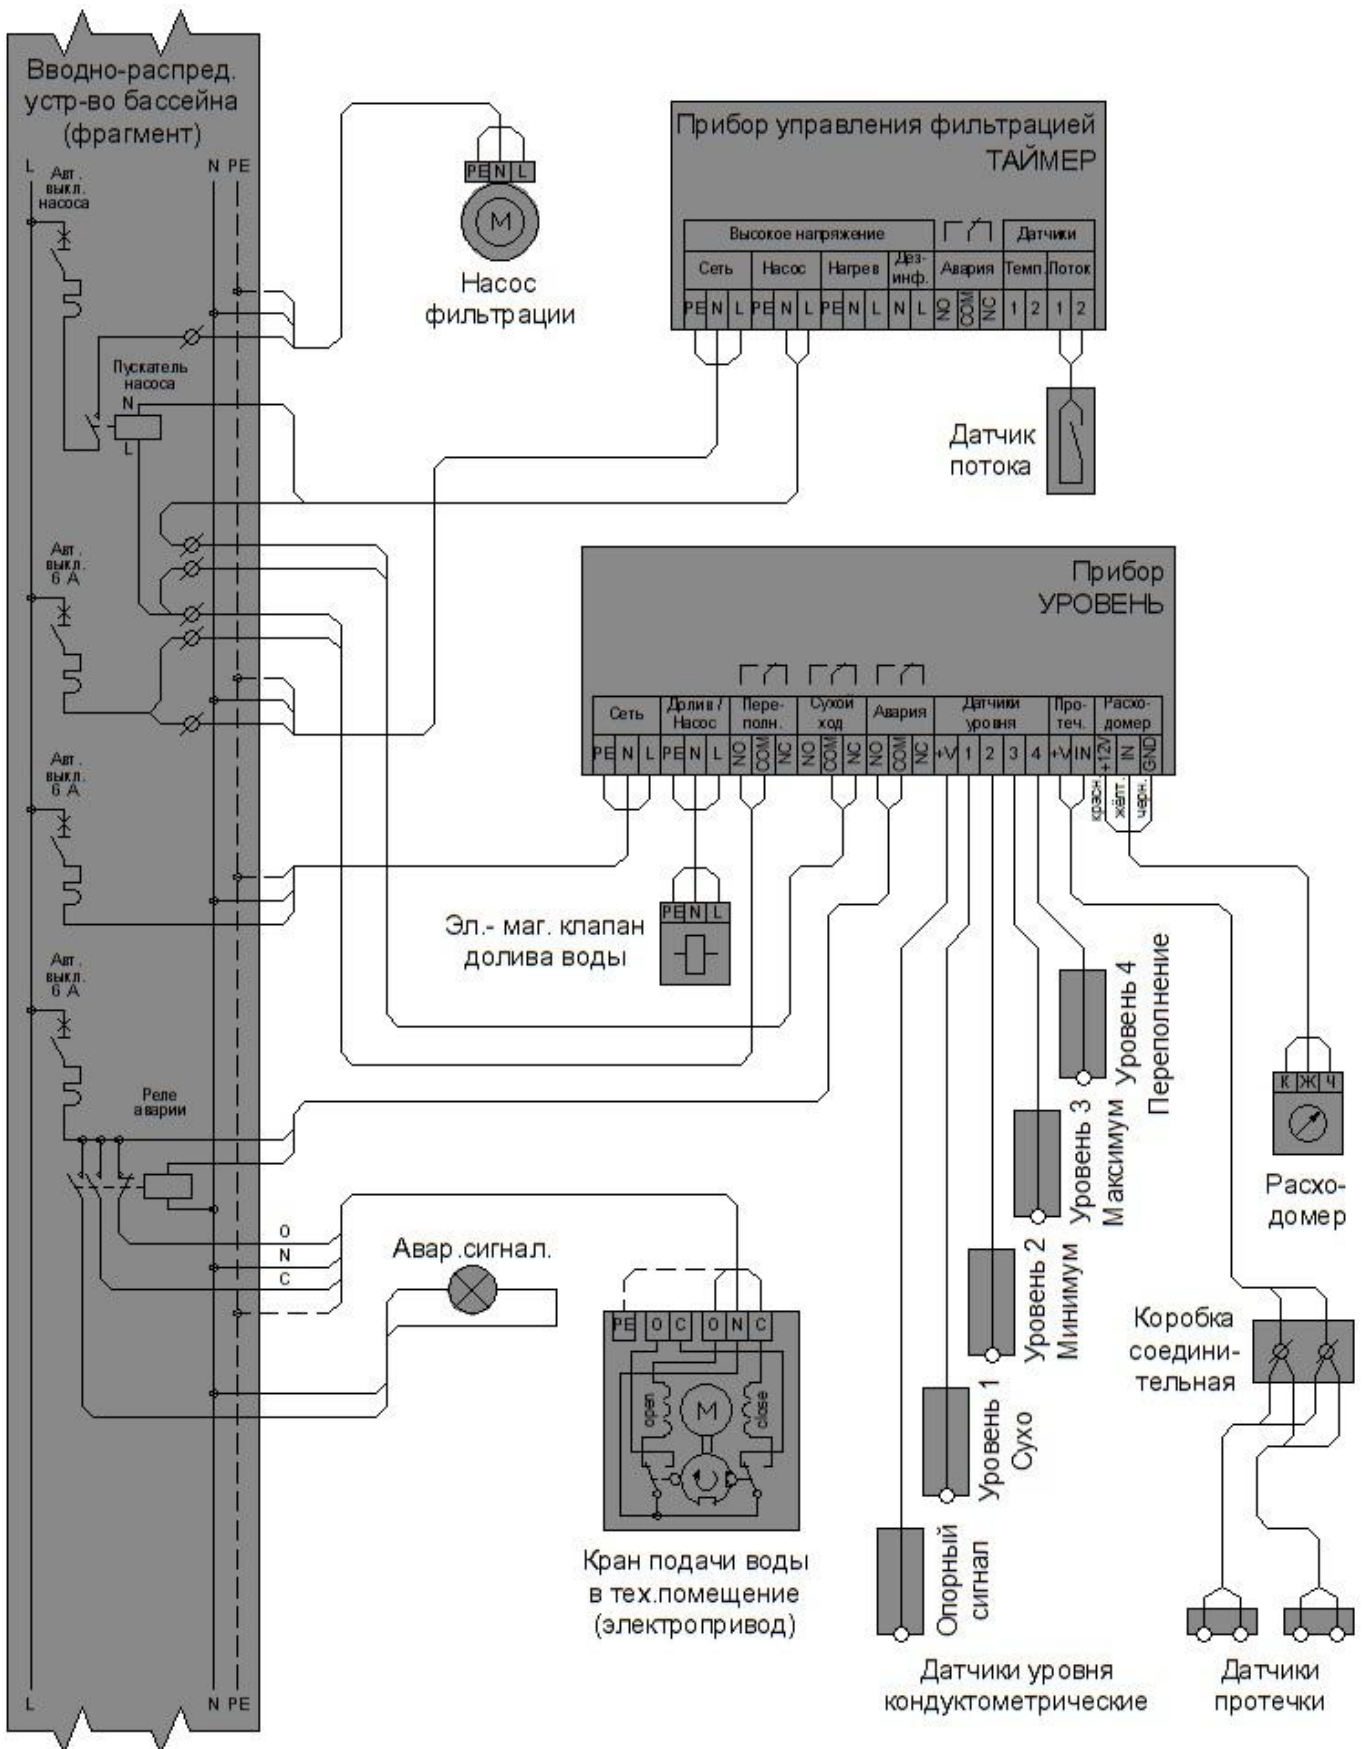 Вводно-распред.
устр-во бассейна
(фрагмент)
L
N PE
Авт.
выкл.
насоса
Пускатель
насоса
N
L
Авт.
выкл.
6 А
Авт.
выкл.
6 А
Авт.
выкл.
6 А
Реле
аварии
O
N
C
L
N PE
PE N L
M
Насос
фильтрации
Прибор управления фильтрацией
ТАЙМЕР
Высокое напряжение
Датчики
Сеть
Насос
Нагрев
Дез-
инф.
Авария
Темп.
Поток
PE N L PE N L PE N L N L NO COM NC 1 2 1 2
Датчик
потока
Прибор
УРОВЕНЬ
Сеть
Долив/
Насос
Пере-
полн.
Сухой
ход
Авария
Датчики
уровня
Про-
теч.
Расхо-
домер
PE N L PE N L NO COM NC NO COM NC NO COM NC +V 1 2 3 4 +V IN +12V IN GND
красн.
жёлт.
черн.
PE N L
Эл.- маг. клапан
долива воды
Авар.сигнал.
PE O C O N C
open
M
close
Кран подачи воды
в тех.помещение
(электропривод)
Уровень 4
Переполнение
Уровень 3
Максимум
Уровень 2
Минимум
Уровень 1
Сухо
Опорный
сигнал
Датчики уровня
кондуктометрические
К Ж Ч
Расхо-
домер
Коробка
соедини-
тельная
Датчики
протечки